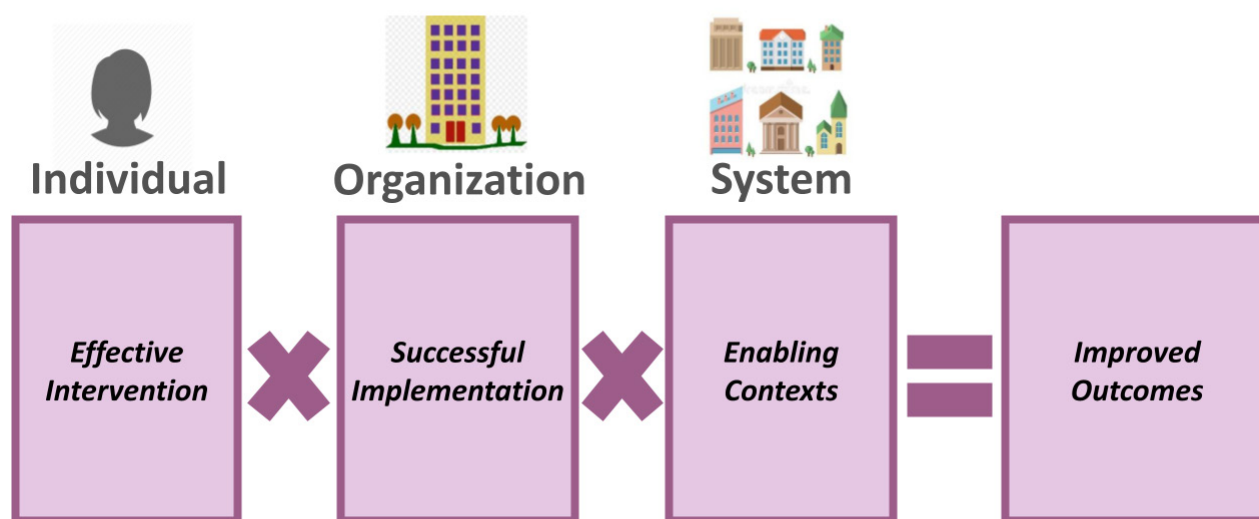 Individual
Organization
System
Effective
Intervention
Successful
Implementation
Enabling
Contexts
Improved
Outcomes